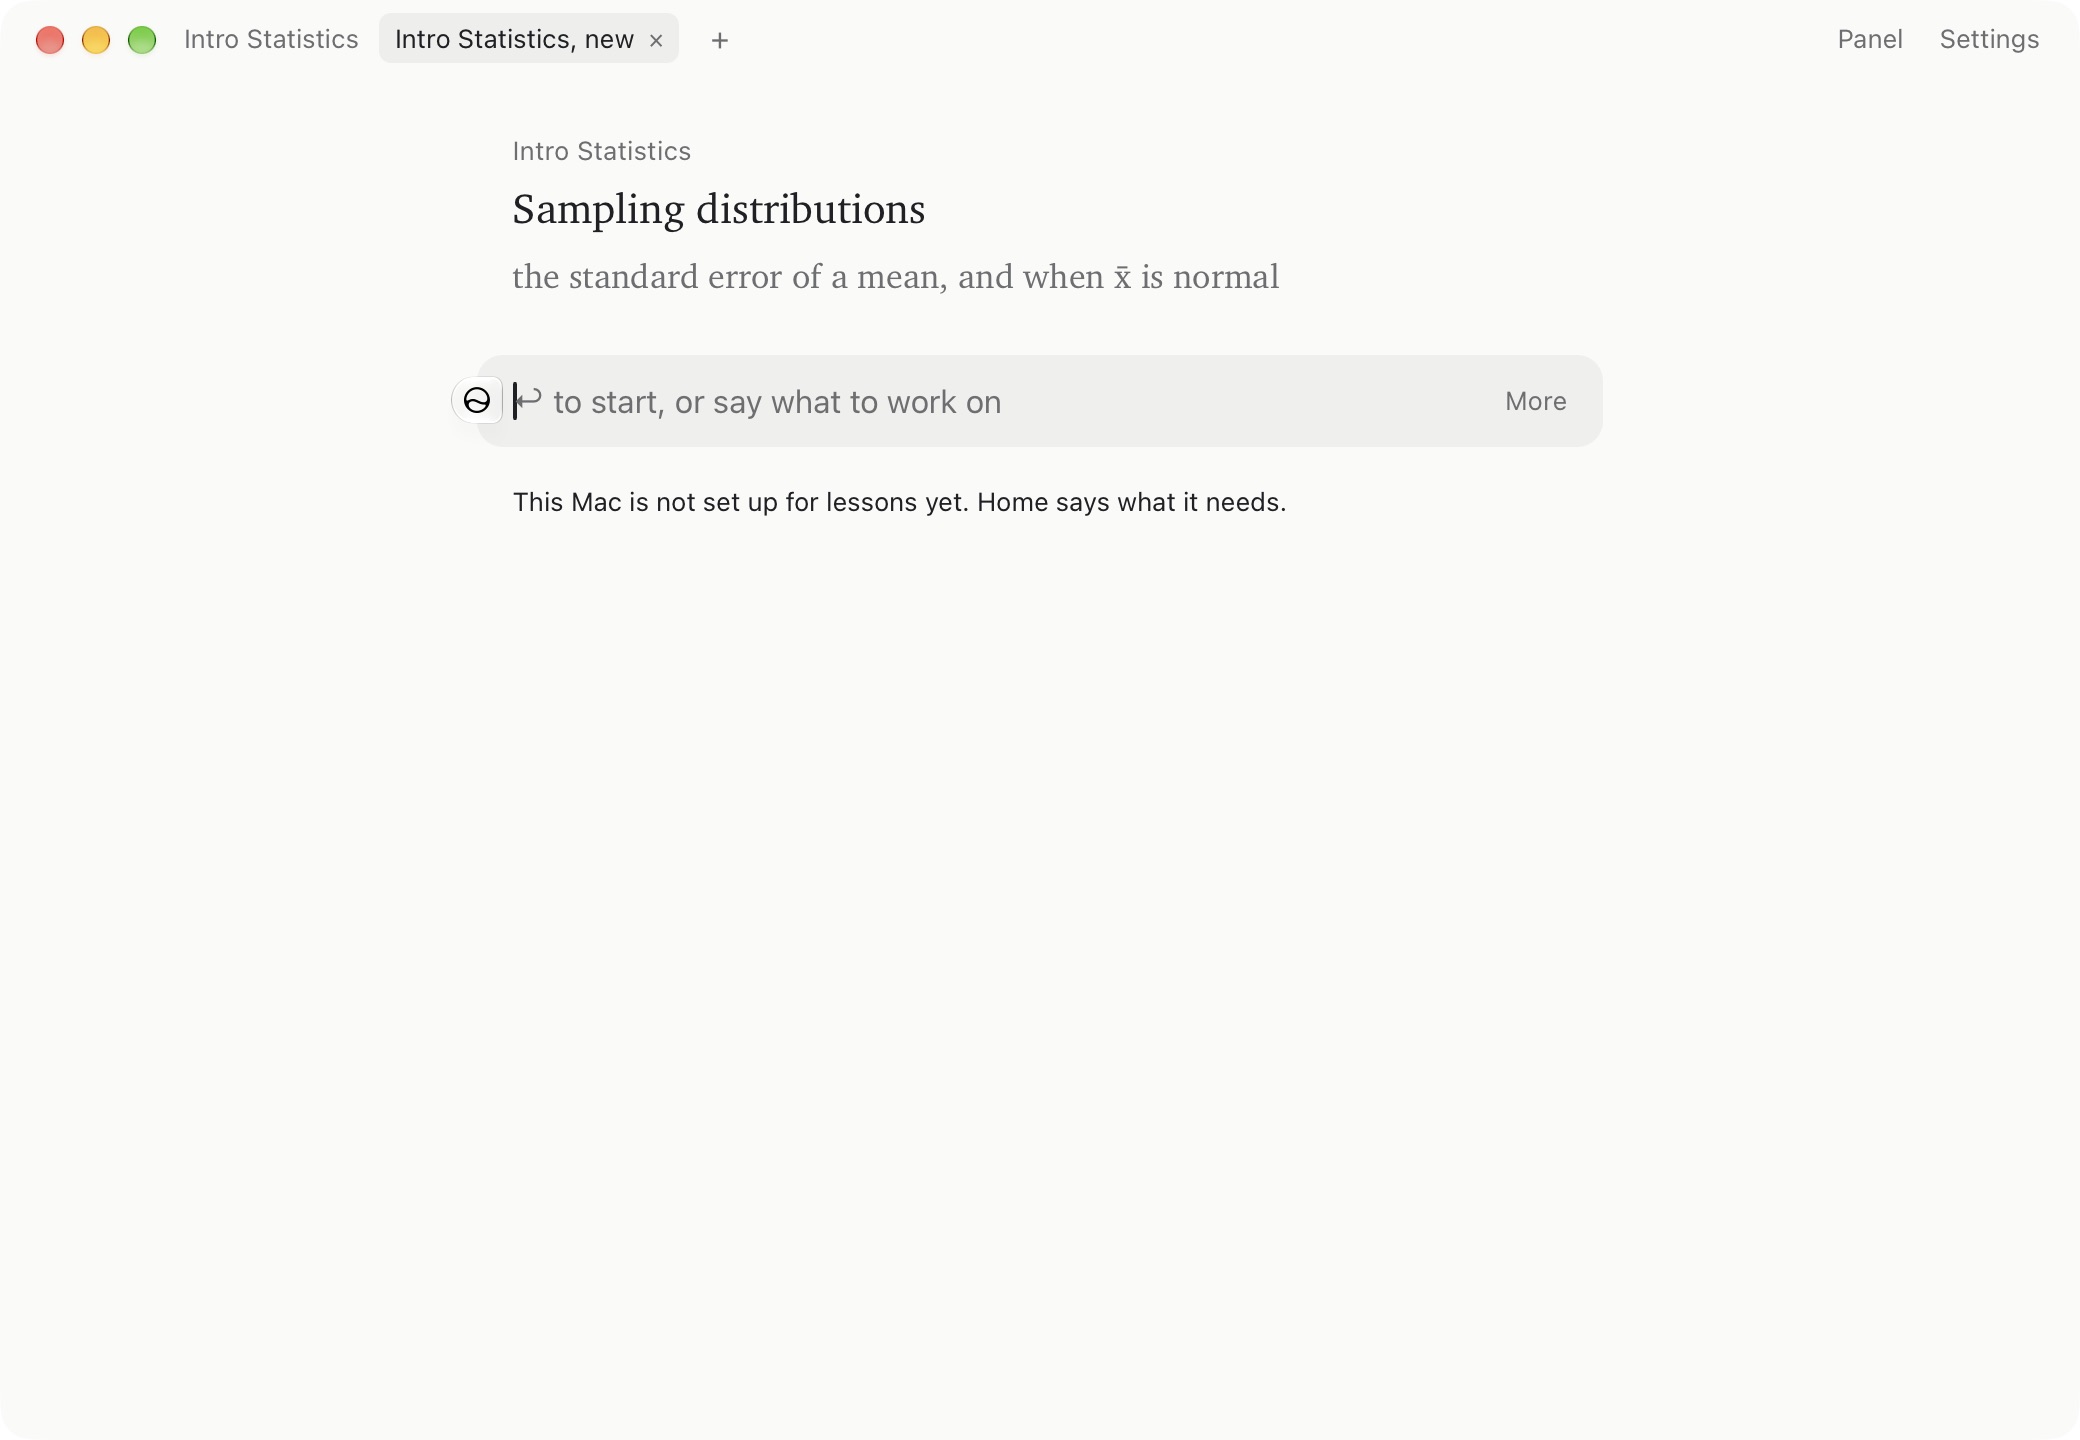 Intro Statistics
Intro Statistics, new ×
+
Panel
Settings
Intro Statistics
Sampling distributions
the standard error of a mean, and when x̄ is normal
↩ to start, or say what to work on
More
This Mac is not set up for lessons yet. Home says what it needs.